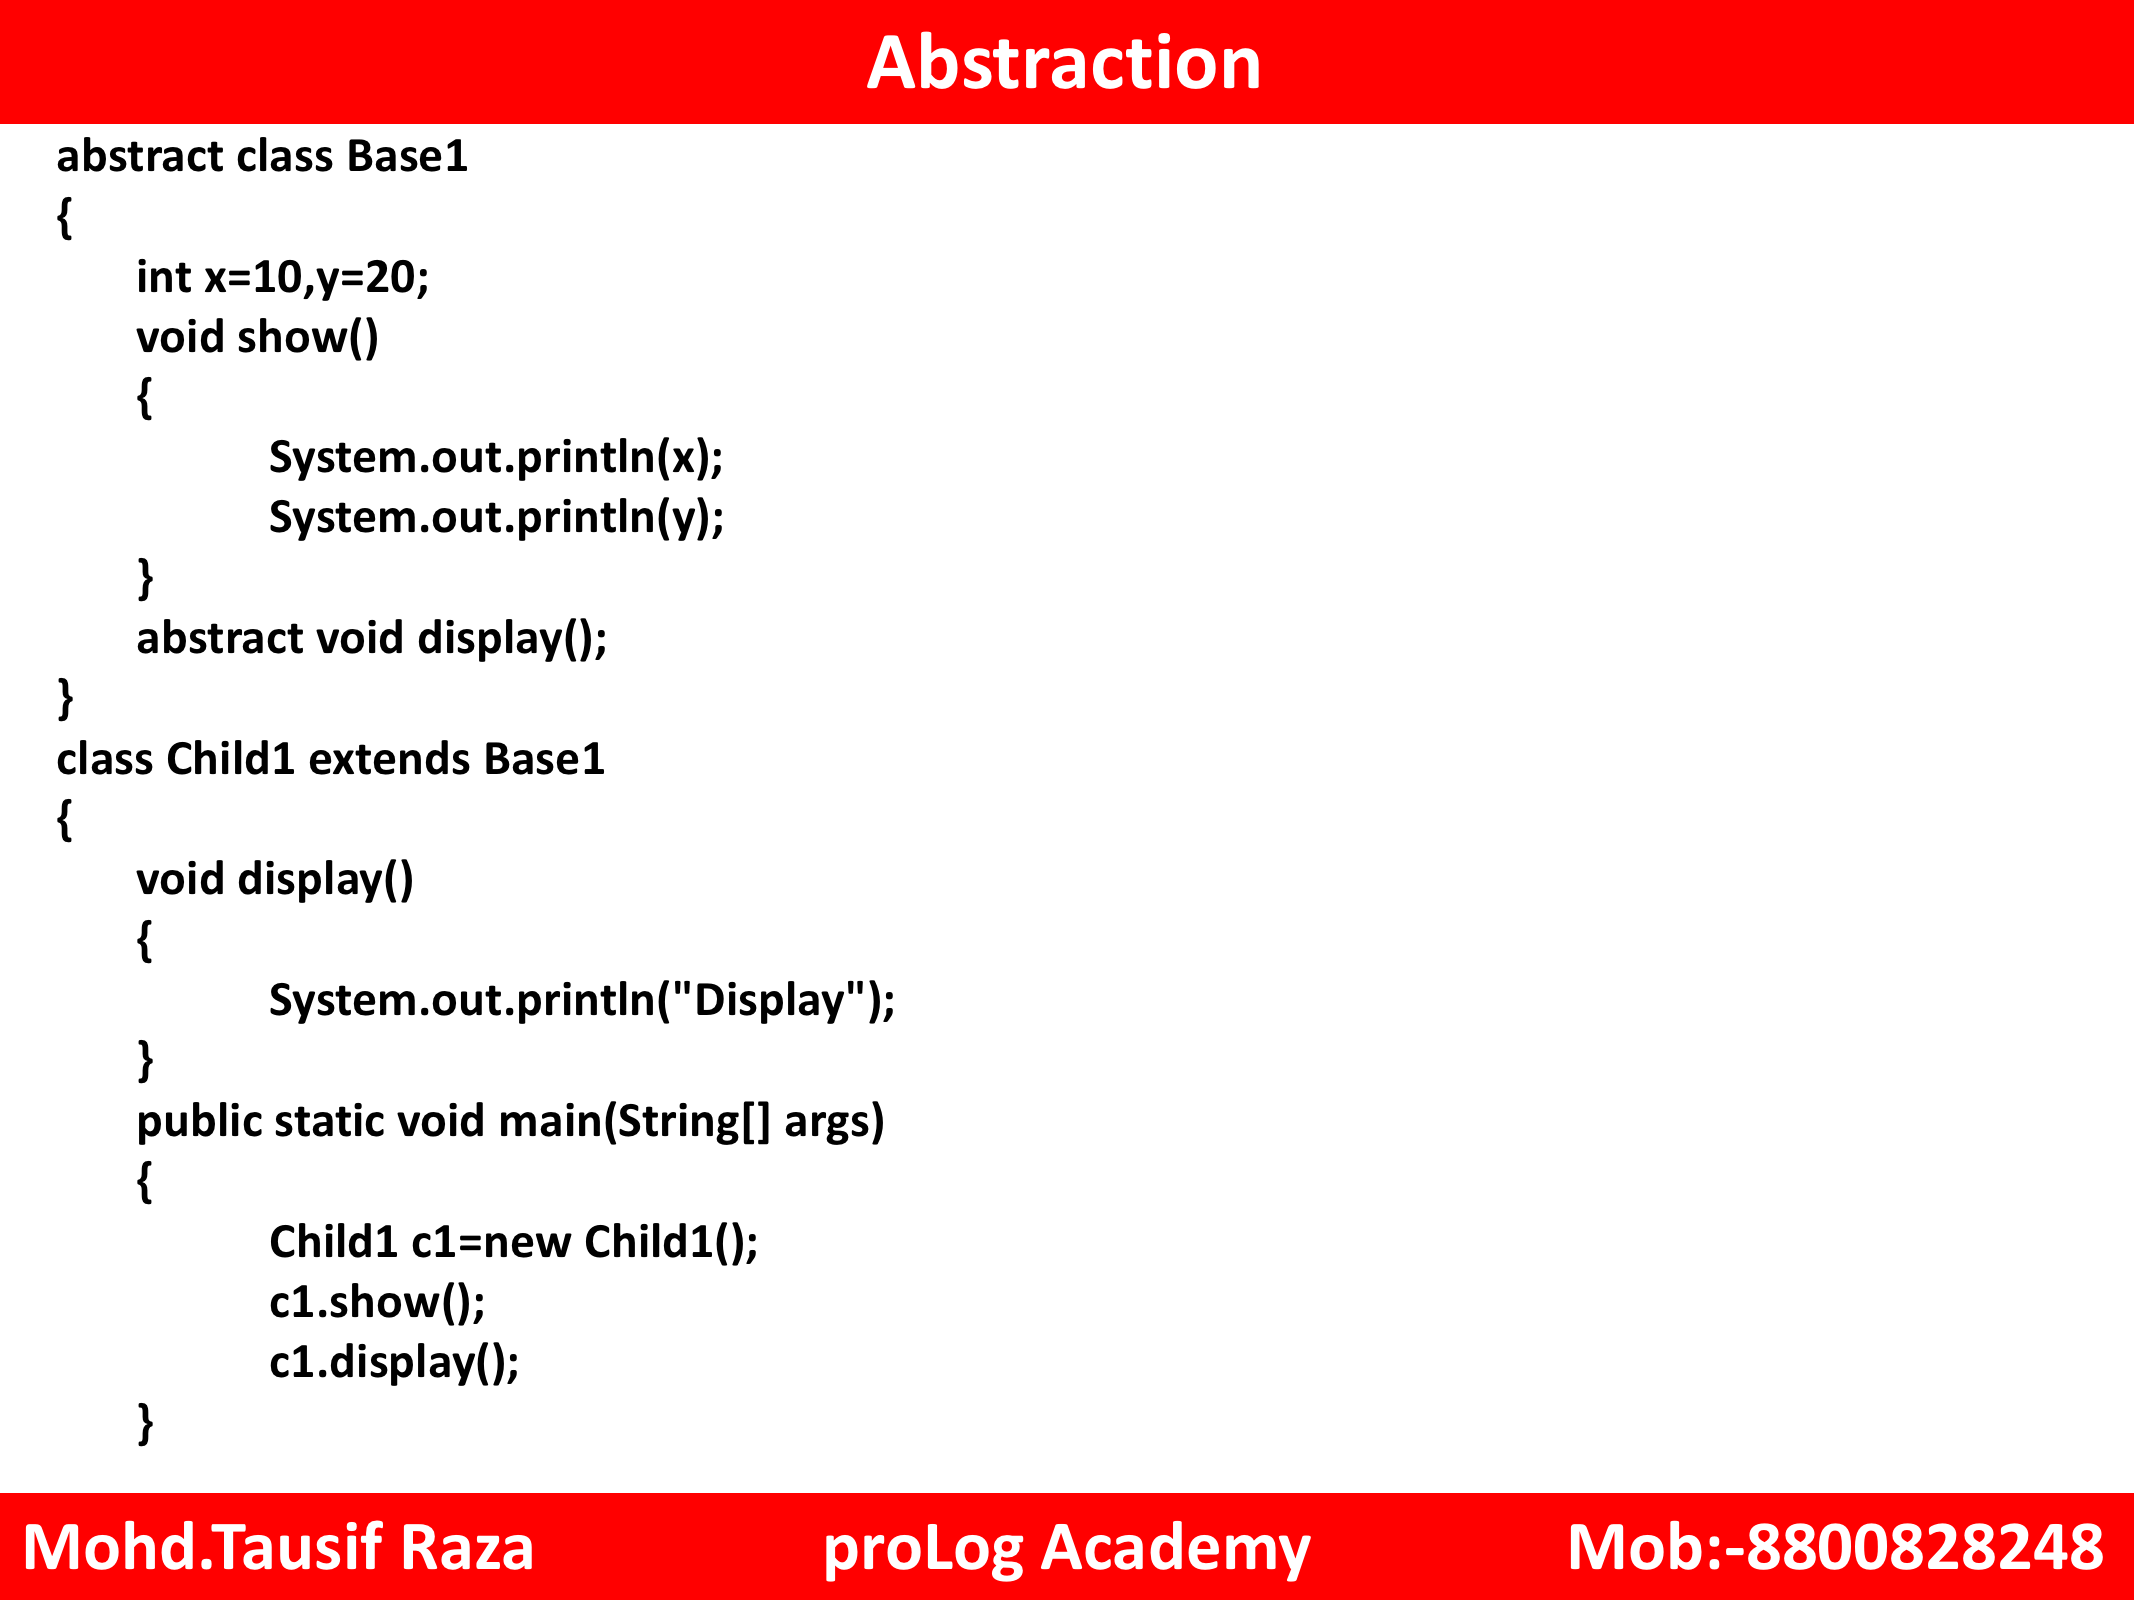 Abstraction
abstract class Base1
{
int x=10,y=20;
void show()
{
System.out.println(x);
System.out.println(y);
}
abstract void display();
}
class Child1 extends Base1
{
void display()
{
System.out.println("Display");
}
public static void main(String[] args)
{
Child1 c1=new Child1();
c1.show();
c1.display();
}
Mohd.Tausif Raza proLog Academy Mob:-8800828248